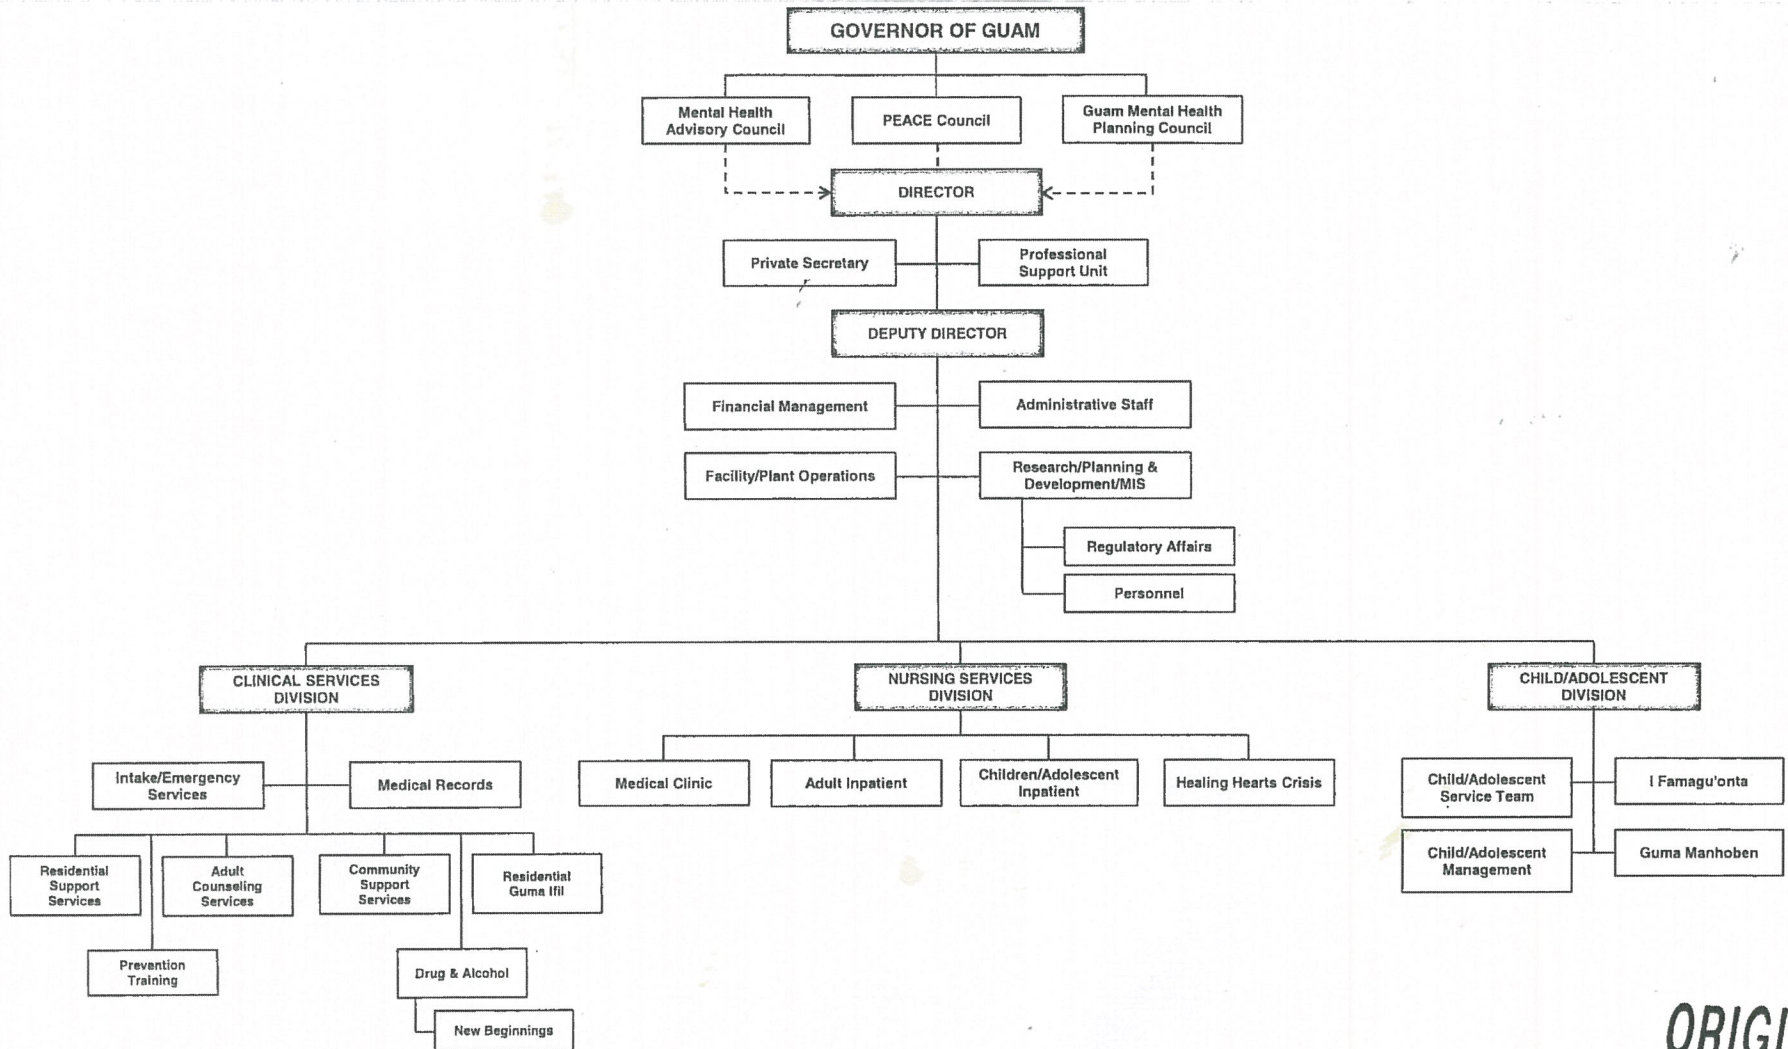 GOVERNOR OF GUAM
Mental Health
Advisory Council
PEACE Council
Guam Mental Health
Planning Council
DIRECTOR
Private Secretary
Professional
Support Unit
DEPUTY DIRECTOR
Financial Management
Administrative Staff
Facility/Plant Operations
Research/Planning &
Development/MIS
Regulatory Affairs
Personnel
CLINICAL SERVICES
DIVISION
NURSING SERVICES
DIVISION
CHILD/ADOLESCENT
DIVISION
Intake/Emergency
Services
Medical Records
Medical Clinic
Adult Inpatient
Children/Adolescent
Inpatient
Healing Hearts Crisis
Child/Adolescent
Service Team
I Famagu'onta
Child/Adolescent
Management
Guma Manhoben
Residential
Support
Services
Adult
Counseling
Services
Community
Support
Services
Residential
Guma Ifil
Prevention
Training
Drug & Alcohol
New Beginnings
ORIGI